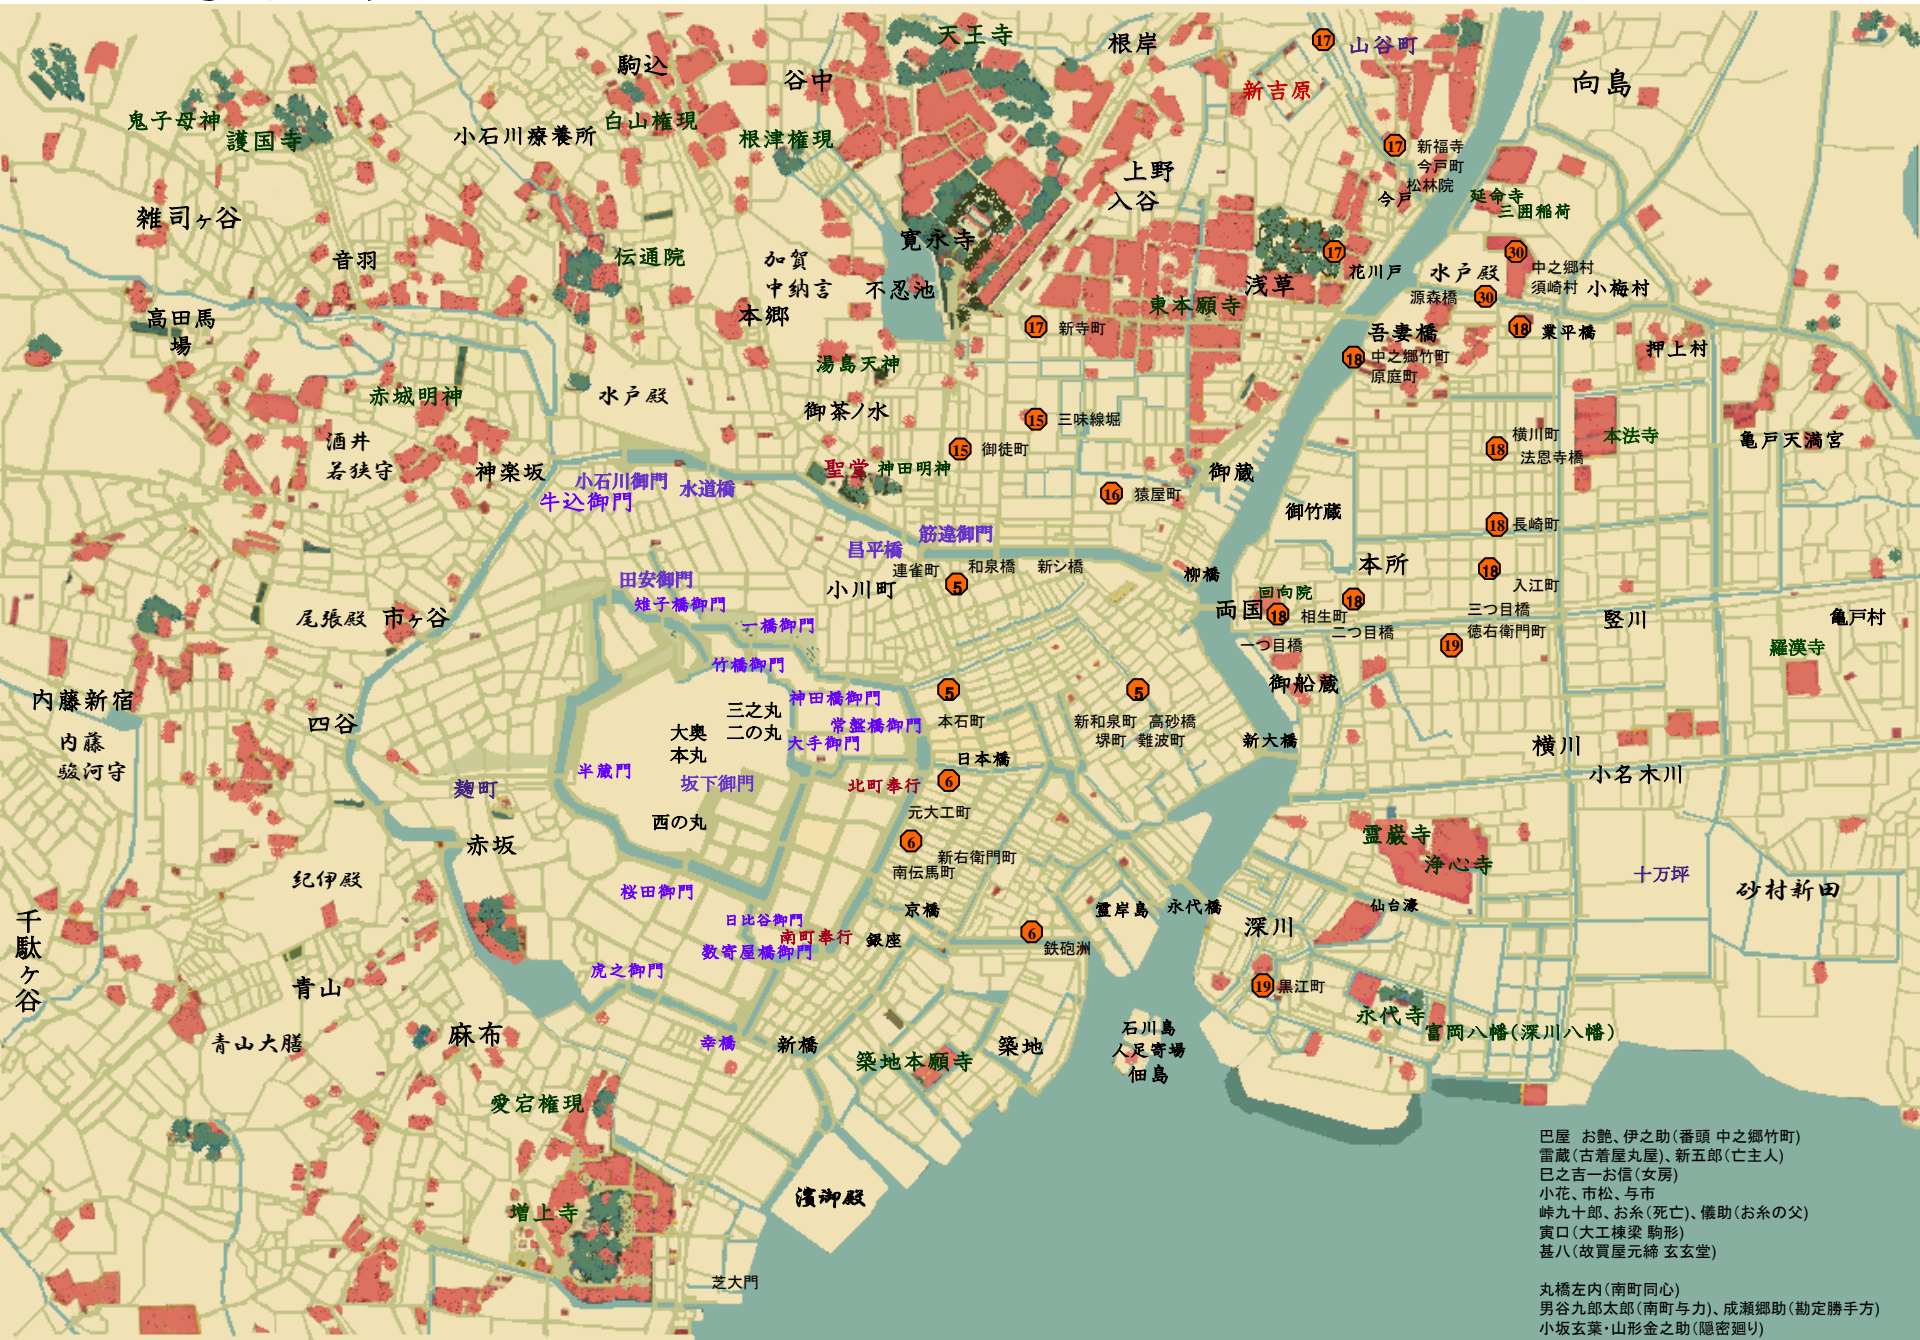 天王寺
根岸
17
山谷町
駒込
谷中
新吉原
向島
鬼子母神
護国寺
小石川療養所
白山権現
根津権現
17
新福寺
今戸町
松林院
今戸
上野
入谷
延命寺
三囲稲荷
雑司ヶ谷
音羽
伝通院
加賀
中納言
本郷
寛永寺
不忍池
浅草
17
花川戸
水戸殿
30
中之郷村
須崎村
小梅村
源森橋
30
東本願寺
高田馬
場
17
新寺町
吾妻橋
18
業平橋
押上村
18
中之郷竹町
原庭町
湯島天神
赤城明神
水戸殿
御茶ノ水
15
三味線堀
15
御徒町
酒井
若狭守
神楽坂
小石川御門
牛込御門
水道橋
聖堂
神田明神
16
猿屋町
御蔵
御竹蔵
18
横川町
法恩寺橋
本法寺
亀戸天満宮
18
長崎町
昌平橋
筋違御門
連雀町
和泉橋
新シ橋
5
小川町
柳橋
本所
18
入江町
田安御門
雉子橋御門
一橋御門
竹橋御門
尾張殿
市ヶ谷
両国
回向院
18
相生町
18
二つ目橋
一つ目橋
三つ目橋
徳右衛門町
19
竪川
亀戸村
羅漢寺
内藤新宿
内藤
駿河守
四谷
神田橋御門
常盤橋御門
大手御門
三之丸
二の丸
大奥
本丸
5
本石町
5
新和泉町
高砂橋
堺町
難波町
御船蔵
新大橋
横川
小名木川
半蔵門
坂下御門
麹町
西の丸
北町奉行
日本橋
6
元大工町
6
新右衛門町
南伝馬町
赤坂
紀伊殿
霊巌寺
浄心寺
十万坪
砂村新田
千駄ヶ谷
桜田御門
日比谷御門
南町奉行
数寄屋橋御門
虎之御門
京橋
銀座
6
鉄砲洲
霊岸島
永代橋
深川
仙台濠
19
黒江町
永代寺
富岡八幡(深川八幡)
青山
青山大膳
麻布
幸橋
新橋
築地本願寺
築地
石川島
人足寄場
佃島
愛宕権現
増上寺
濱御殿
芝大門
巴屋 お艶、伊之助(番頭 中之郷竹町)
雷蔵(古着屋丸屋)、新五郎(亡主人)
巳之吉ーお信(女房)
小花、市松、与市
峠九十郎、お糸(死亡)、儀助(お糸の父)
寅ロ(大工棟梁 駒形)
甚八(故買屋元締 玄玄堂)
丸橋左内(南町同心)
男谷九郎太郎(南町与力)、成瀬郷助(勘定勝手方)
小坂玄葉・山形金之助(隠密廻り)